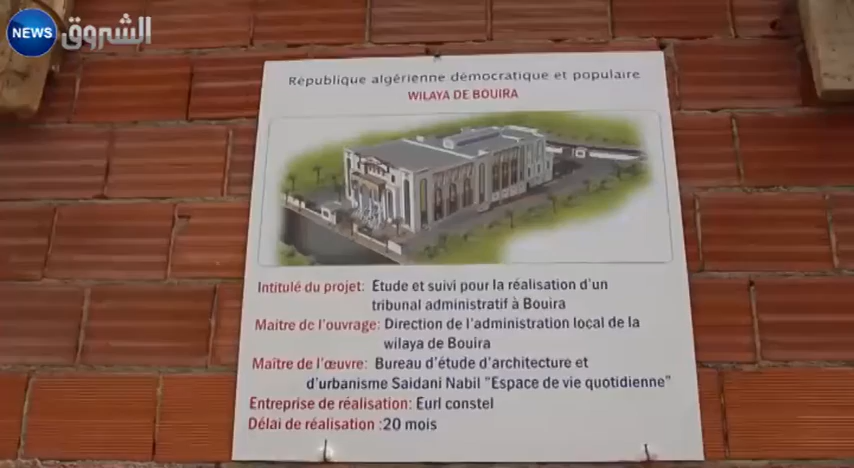 NEWS الشروق
République algérienne démocratique et populaire
WILAYA DE BOUIRA
Intitulé du projet: Etude et suivi pour la réalisation d'un
tribunal administratif à Bouira
Maitre de l'ouvrage: Direction de l'administration local de la
wilaya de Bouira
Maître de l'œuvre: Bureau d'étude d'architecture et
d'urbanisme Saidani Nabil "Espace de vie quotidienne"
Entreprise de réalisation: Eurl constel
Délai de réalisation :20 mois